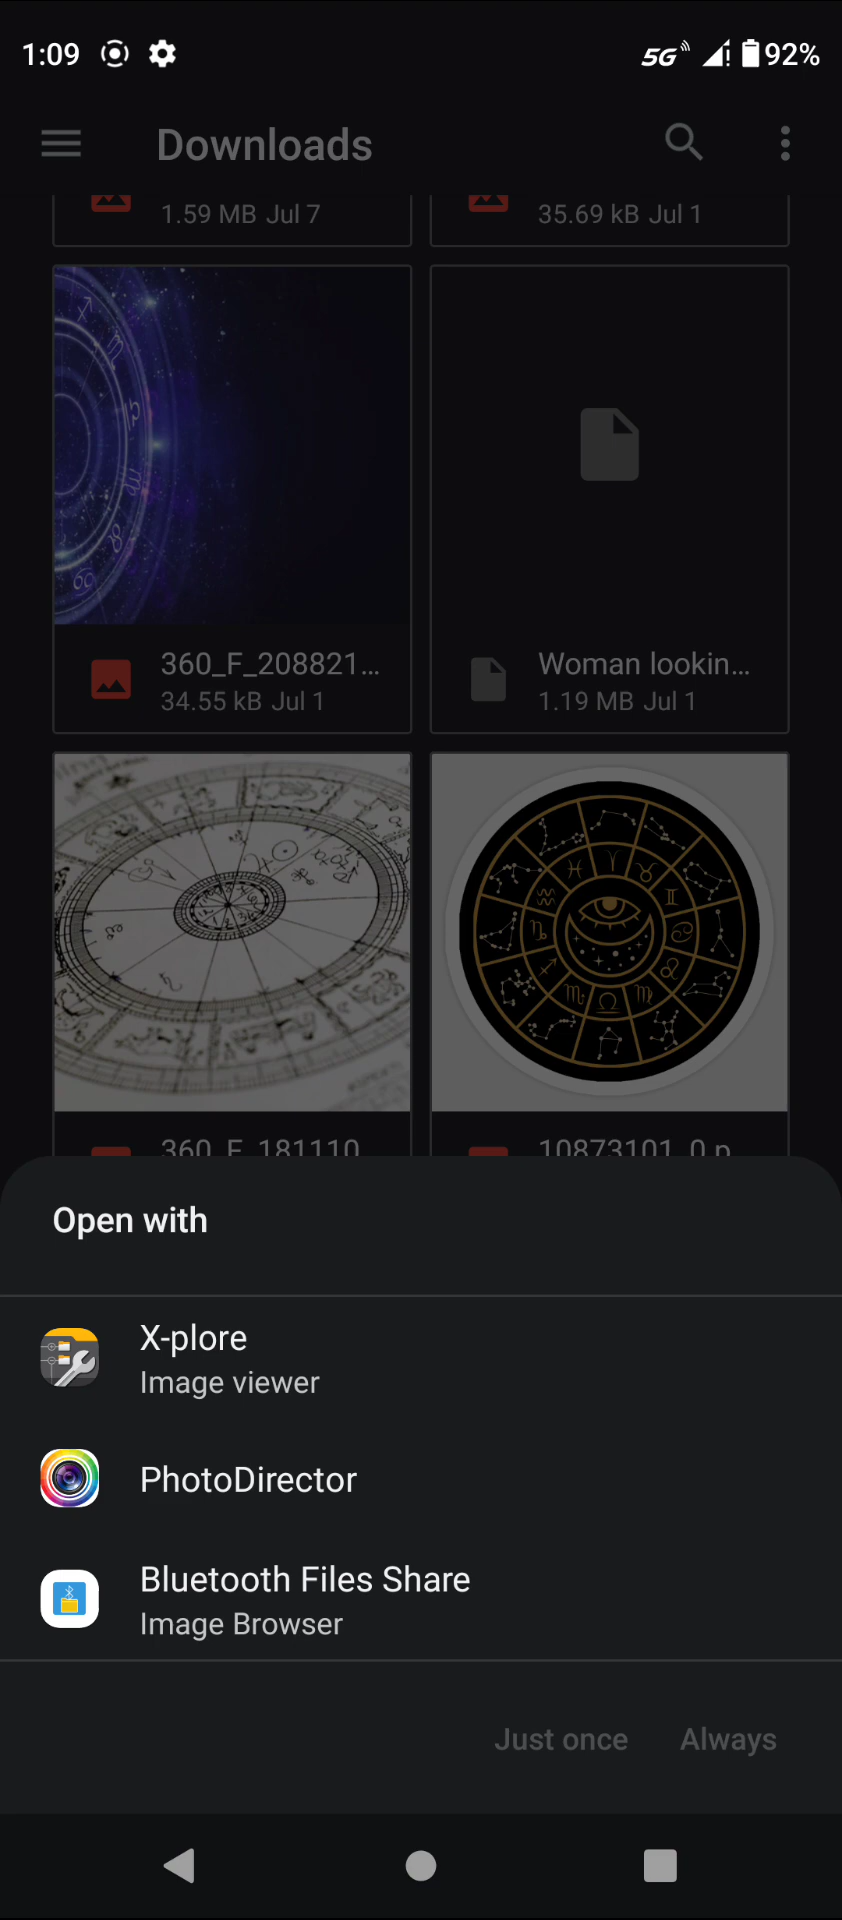 1:09
5G 92%
Downloads
1.59 MB Jul 7
35.69 kB Jul 1
360_F_208821...
34.55 kB Jul 1
Woman lookin...
1.19 MB Jul 1
360_F_181110
10873101_0.p
Open with
X-plore
Image viewer
PhotoDirector
Bluetooth Files Share
Image Browser
Just once
Always